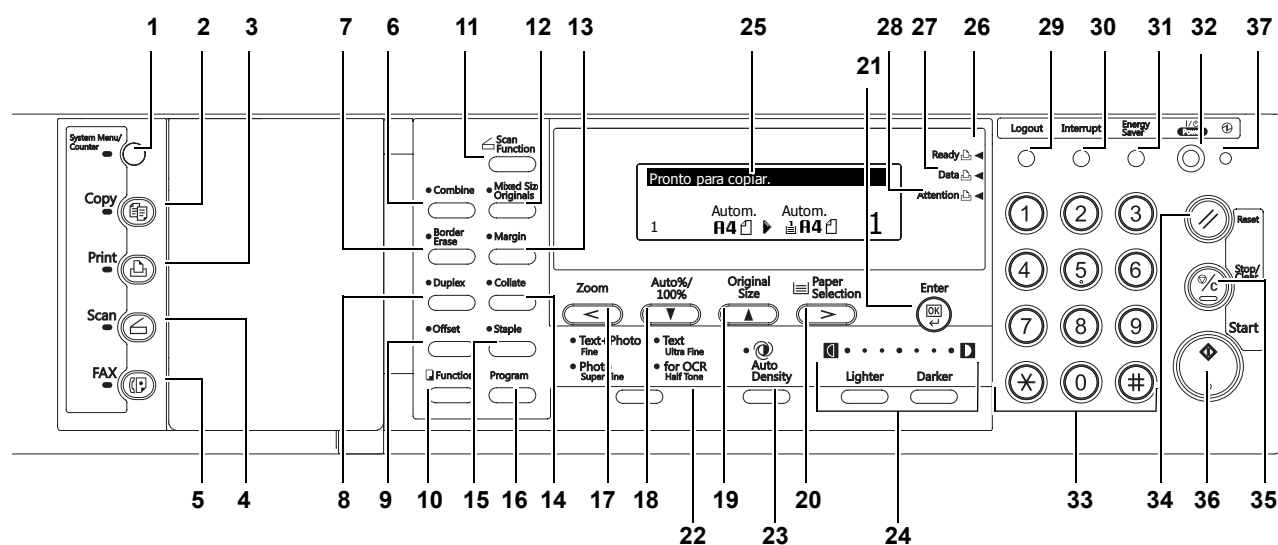 1 2 3 7 6 11 12 13 25 28 27 26 29 30 31 32 37
21
System Menu/
Counter
Copy
Print
Scan
FAX
Scan
Function
Combine
Mixed Size
Originals
Border
Erase
Margin
Duplex
Collate
Offset
Staple
Function
Program
Pronto para copiar.
Autom. Autom.
1 A4 A4 1
Ready
Data
Attention
Zoom
Auto%/
100%
Original
Size
Paper
Selection
Enter
OK
Text+Photo
Fine
Photo
Super Fine
Text
Ultra Fine
for OCR
Half Tone
Auto
Density
Lighter Darker
Logout Interrupt Energy
Saver
Power
1 2 3
4 5 6
7 8 9
* 0 #
Reset
Stop/
Clear
C
Start
5 4 8 9 10 15 16 14 17 18 19 20 33 34 36 35
22 23 24